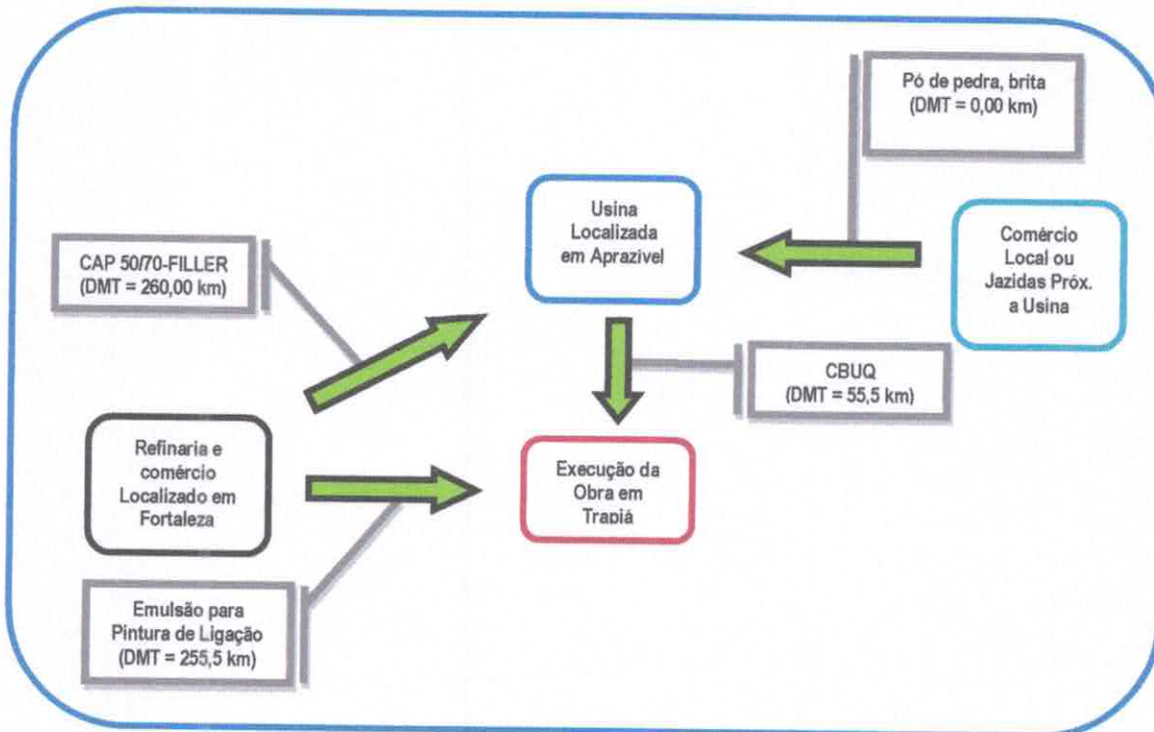 Pó de pedra, brita
(DMT = 0,00 km)
Usina
Localizada
em Aprazível
Comércio
Local ou
Jazidas Próx.
a Usina
CAP 50/70-FILLER
(DMT = 260,00 km)
CBUQ
(DMT = 55,5 km)
Refinaria e
comércio
Localizado em
Fortaleza
Execução da
Obra em
Trapiá
Emulsão para
Pintura de Ligação
(DMT = 255,5 km)